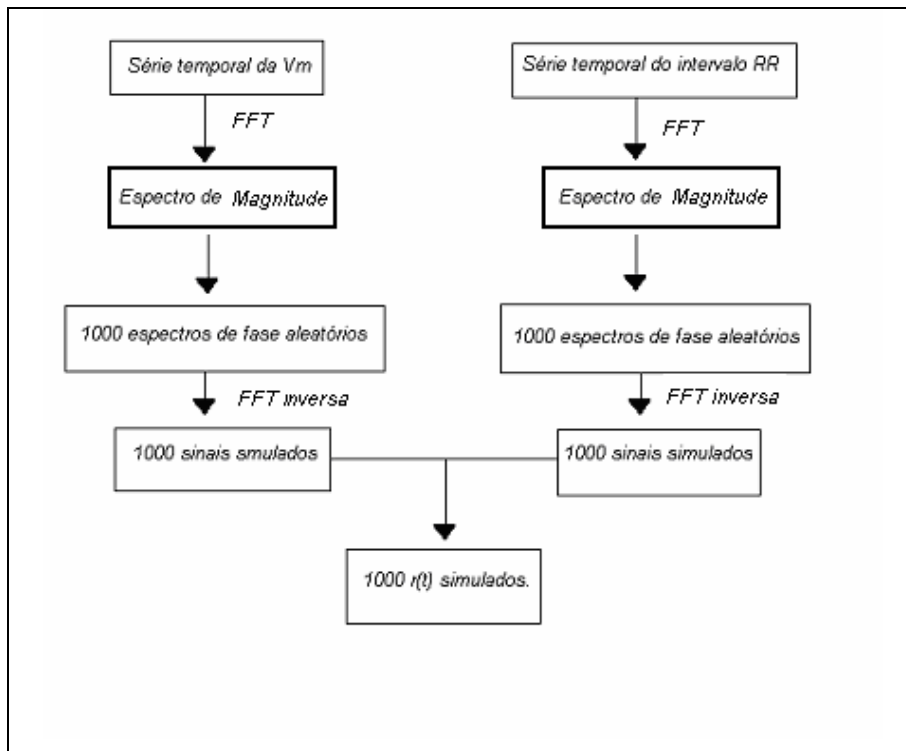 Série temporal da Vm
Série temporal do intervalo RR
FFT
FFT
Espectro de Magnitude
Espectro de Magnitude
1000 espectros de fase aleatórios
1000 espectros de fase aleatórios
FFT inversa
FFT inversa
1000 sinais smulados
1000 sinais simulados
1000 r(t) simulados.